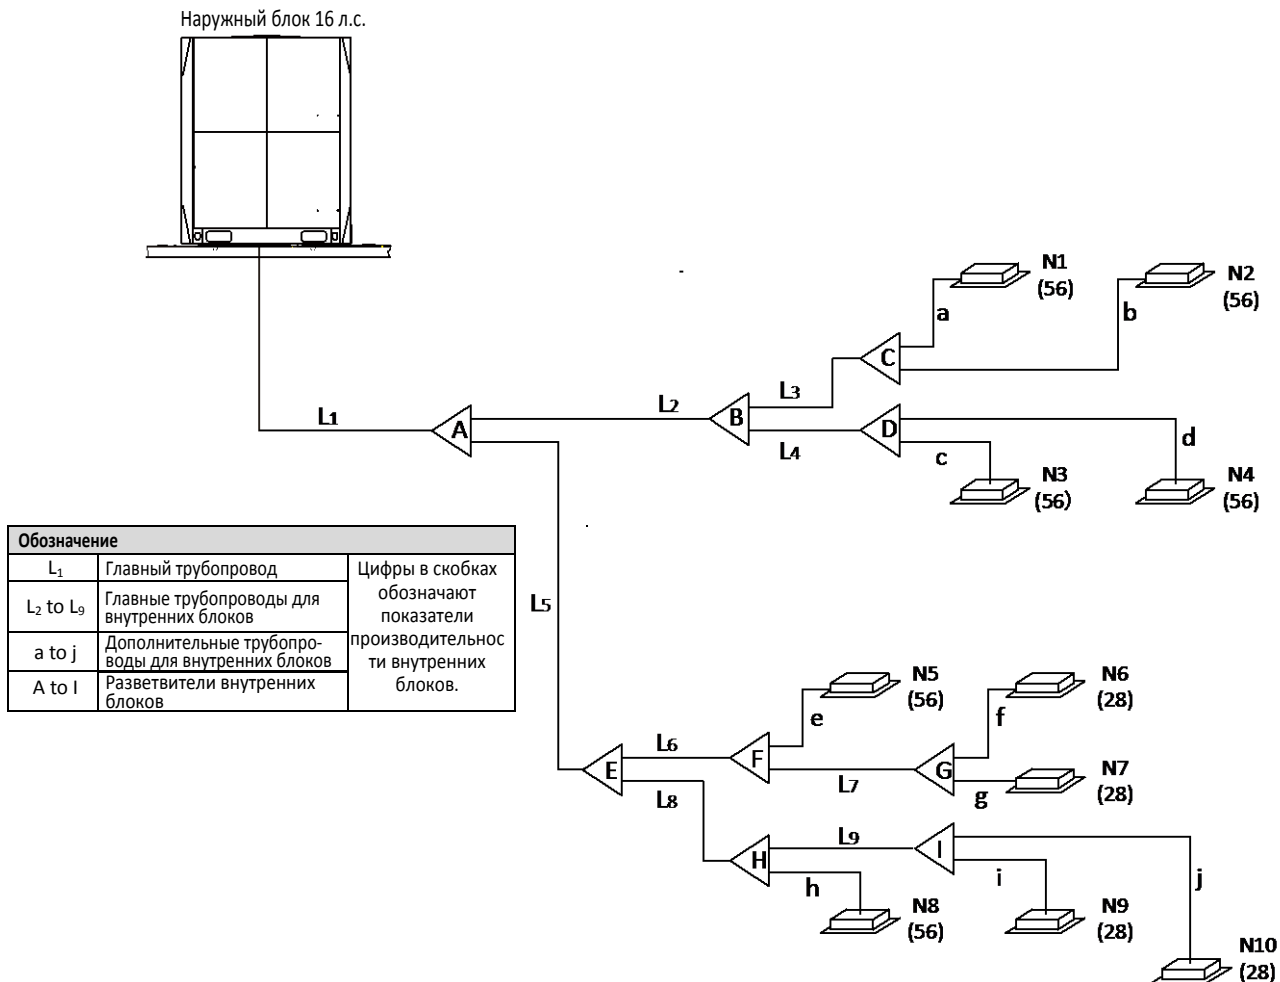 Наружный блок 16 л.с.
N1
(56)
N2
(56)
a
b
C
L3
L2
B
L1
A
D
d
L4
c
N3
(56)
N4
(56)
Обозначение
L1 Главный трубопровод
L2 to L9 Главные трубопроводы для
внутренних блоков
a to j Дополнительные трубопро-
воды для внутренних блоков
A to I Разветвители внутренних
блоков
Цифры в скобках
обозначают
показатели
производительнос
ти внутренних
блоков.
L5
N5
(56)
N6
(28)
e
f
L6
F
E
G
N7
(28)
L7
g
L8
L9
H
I
h
i
j
N8
(56)
N9
(28)
N10
(28)